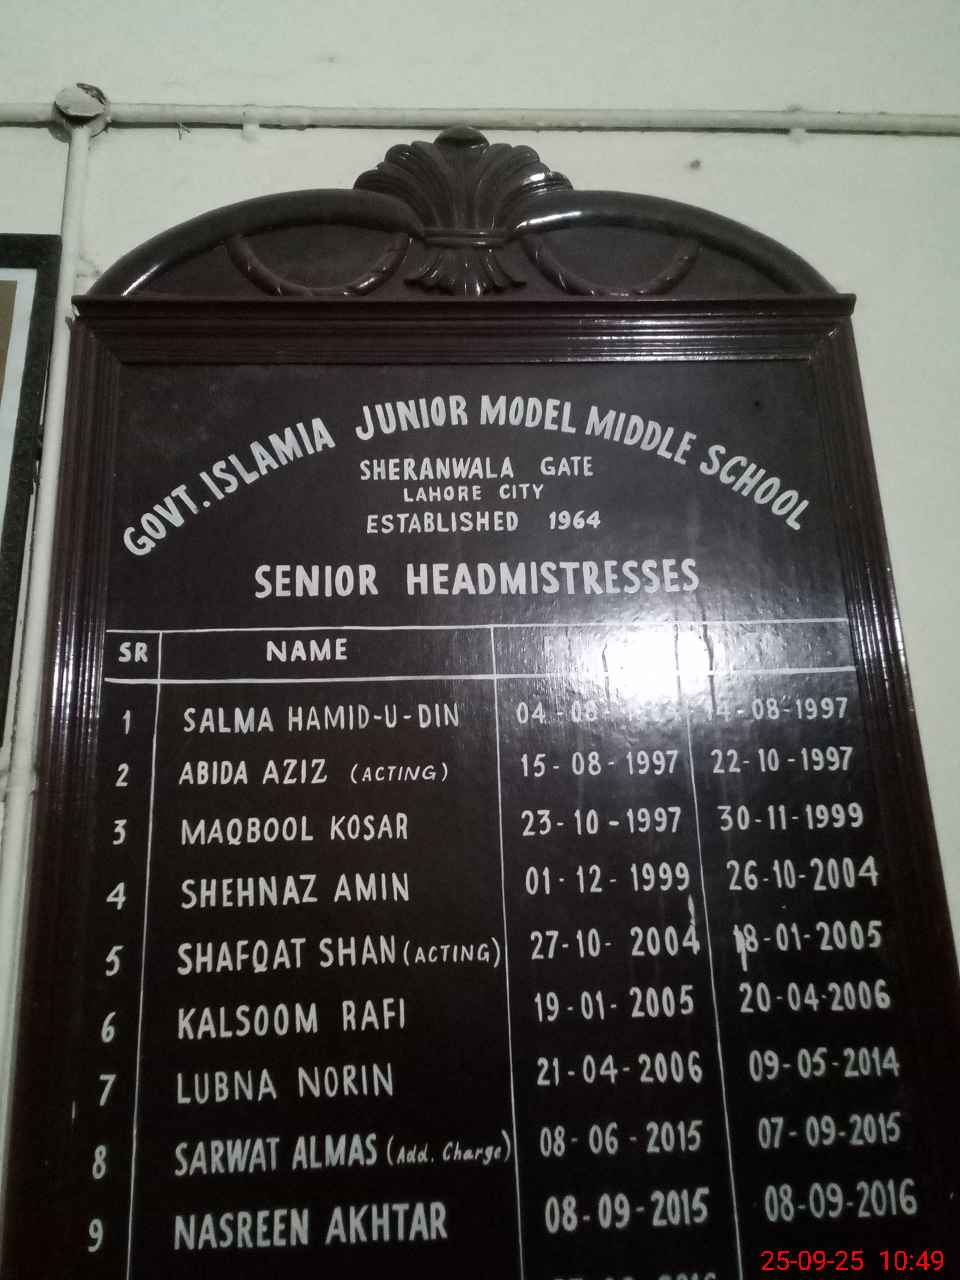 GOVT. ISLAMIA JUNIOR MODEL MIDDLE SCHOOL
SHERANWALA GATE
LAHORE CITY
ESTABLISHED 1964
SENIOR HEADMISTRESSES
SR NAME
1 SALMA HAMID-U-DIN 14-08-1997
2 ABIDA AZIZ (ACTING) 15-08-1997 22-10-1997
3 MAQBOOL KOSAR 23-10-1997 30-11-1999
4 SHEHNAZ AMIN 01-12-1999 26-10-2004
5 SHAFQAT SHAN (ACTING) 27-10-2004 18-01-2005
6 KALSOOM RAFI 19-01-2005 20-04-2006
7 LUBNA NORIN 21-04-2006 09-05-2014
8 SARWAT ALMAS (Add. Charge) 08-06-2015 07-09-2015
9 NASREEN AKHTAR 08-09-2015 08-09-2016
25-09-25 10:49